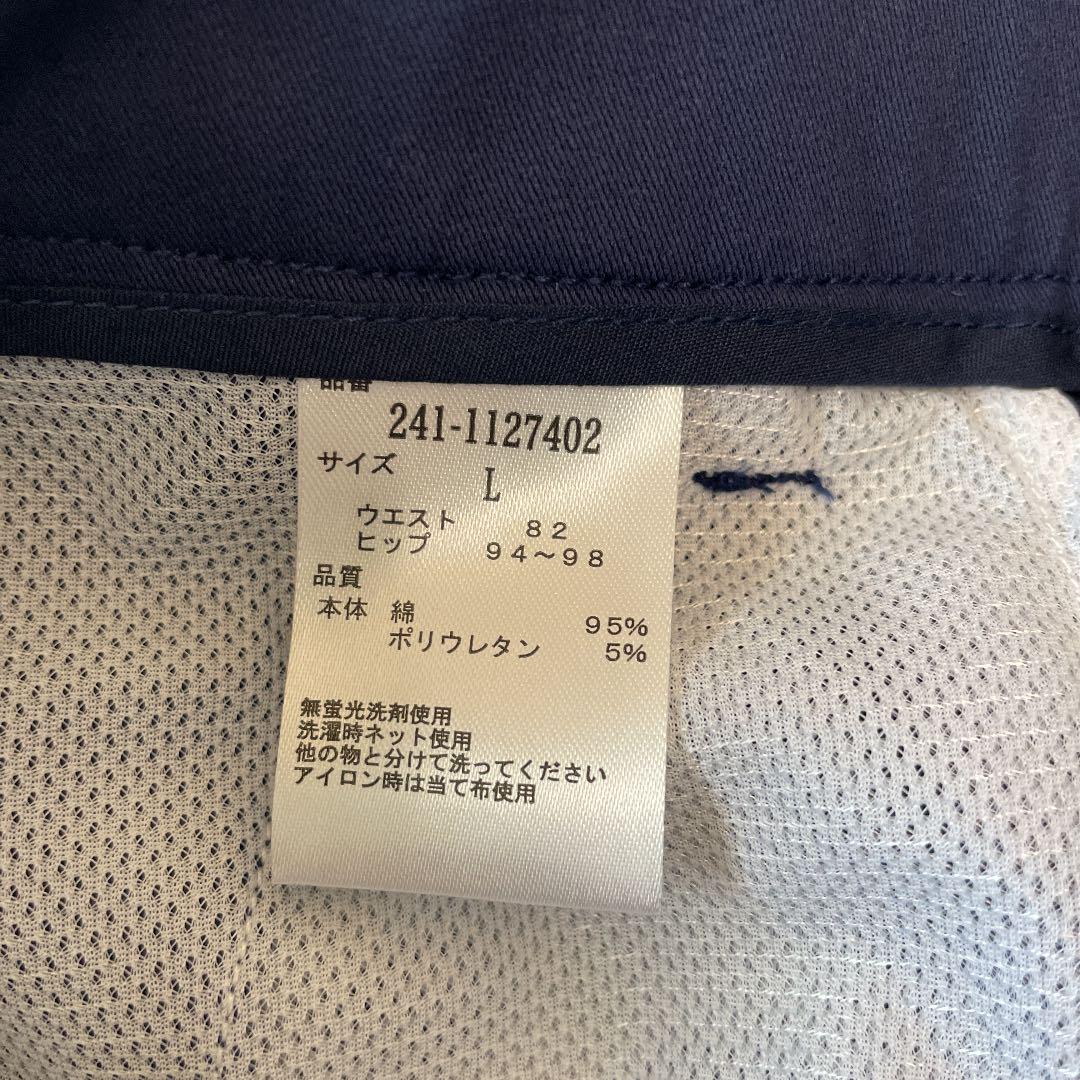 品番
241-1127402
サイズ
L
ウエスト 82
ヒップ 94～98
品質
本体 綿 95%
ポリウレタン 5%
無蛍光洗剤使用
洗濯時ネット使用
他の物と分けて洗ってください
アイロン時は当て布使用